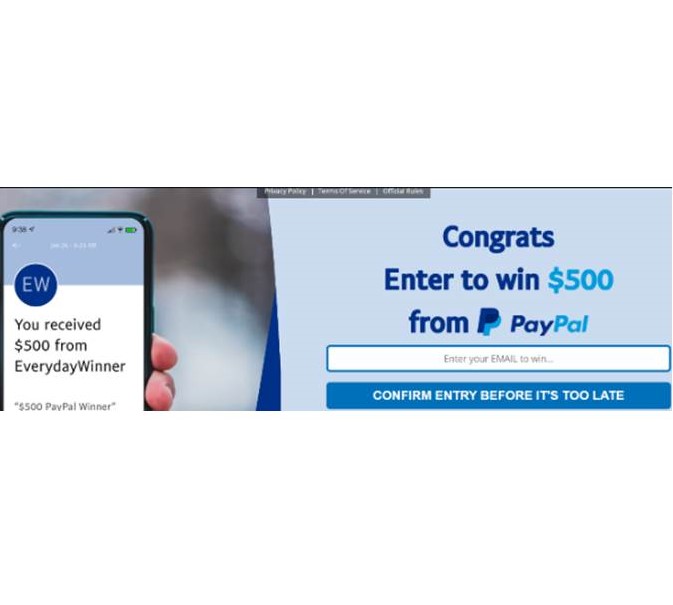 Privacy Policy | Terms Of Service | Official Rules
9:38
EW
You received
$500 from
EverydayWinner
"$500 PayPal Winner"
Congrats
Enter to win $500
from PayPal
Enter your EMAIL to win...
CONFIRM ENTRY BEFORE IT'S TOO LATE